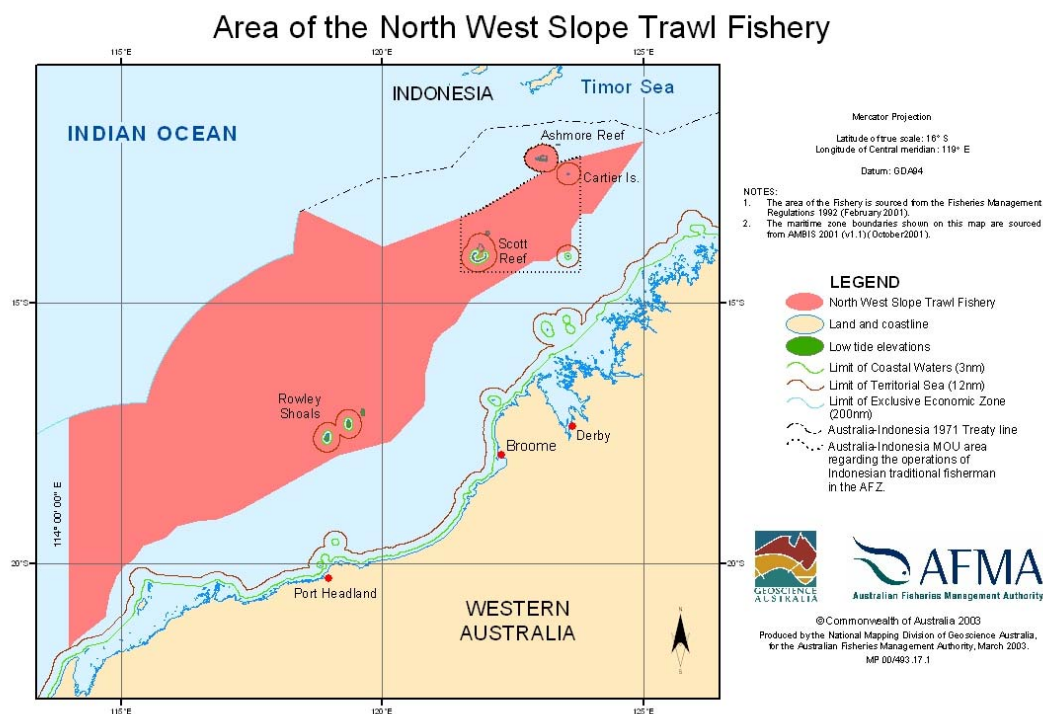 Area of the North West Slope Trawl Fishery
115°E
120°E
125°E
INDONESIA
Timor Sea
INDIAN OCEAN
Ashmore Reef
Cartier Is.
Scott
Reef
15°S
15°S
Rowley
Shoals
Broome
Derby
114° 00' 00" E
20°S
20°S
Port Headland
WESTERN
AUSTRALIA
N
115°E
120°E
125°E
Mercator Projection
Latitude of true scale: 16° S
Longitude of Central meridian: 119° E
Datum: GDA94
NOTES:
1. The area of the Fishery is sourced from the Fisheries Management
Regulations 1992 (February 2001).
2. The maritime zone boundaries shown on this map are sourced
from AMBIS 2001 (v1.1) (October 2001).
LEGEND
North West Slope Trawl Fishery
Land and coastline
Low tide elevations
Limit of Coastal Waters (3nm)
Limit of Territorial Sea (12nm)
Limit of Exclusive Economic Zone
(200nm)
Australia-Indonesia 1971 Treaty line
Australia-Indonesia MOU area
regarding the operations of
Indonesian traditional fisherman
in the AFZ.
GEOSCIENCE
AUSTRALIA
AFMA
Australian Fisheries Management Authority
© Commonwealth of Australia 2003
Produced by the National Mapping Division of Geoscience Australia,
for the Australian Fisheries Management Authority, March 2003.
MP 00/493.17.1